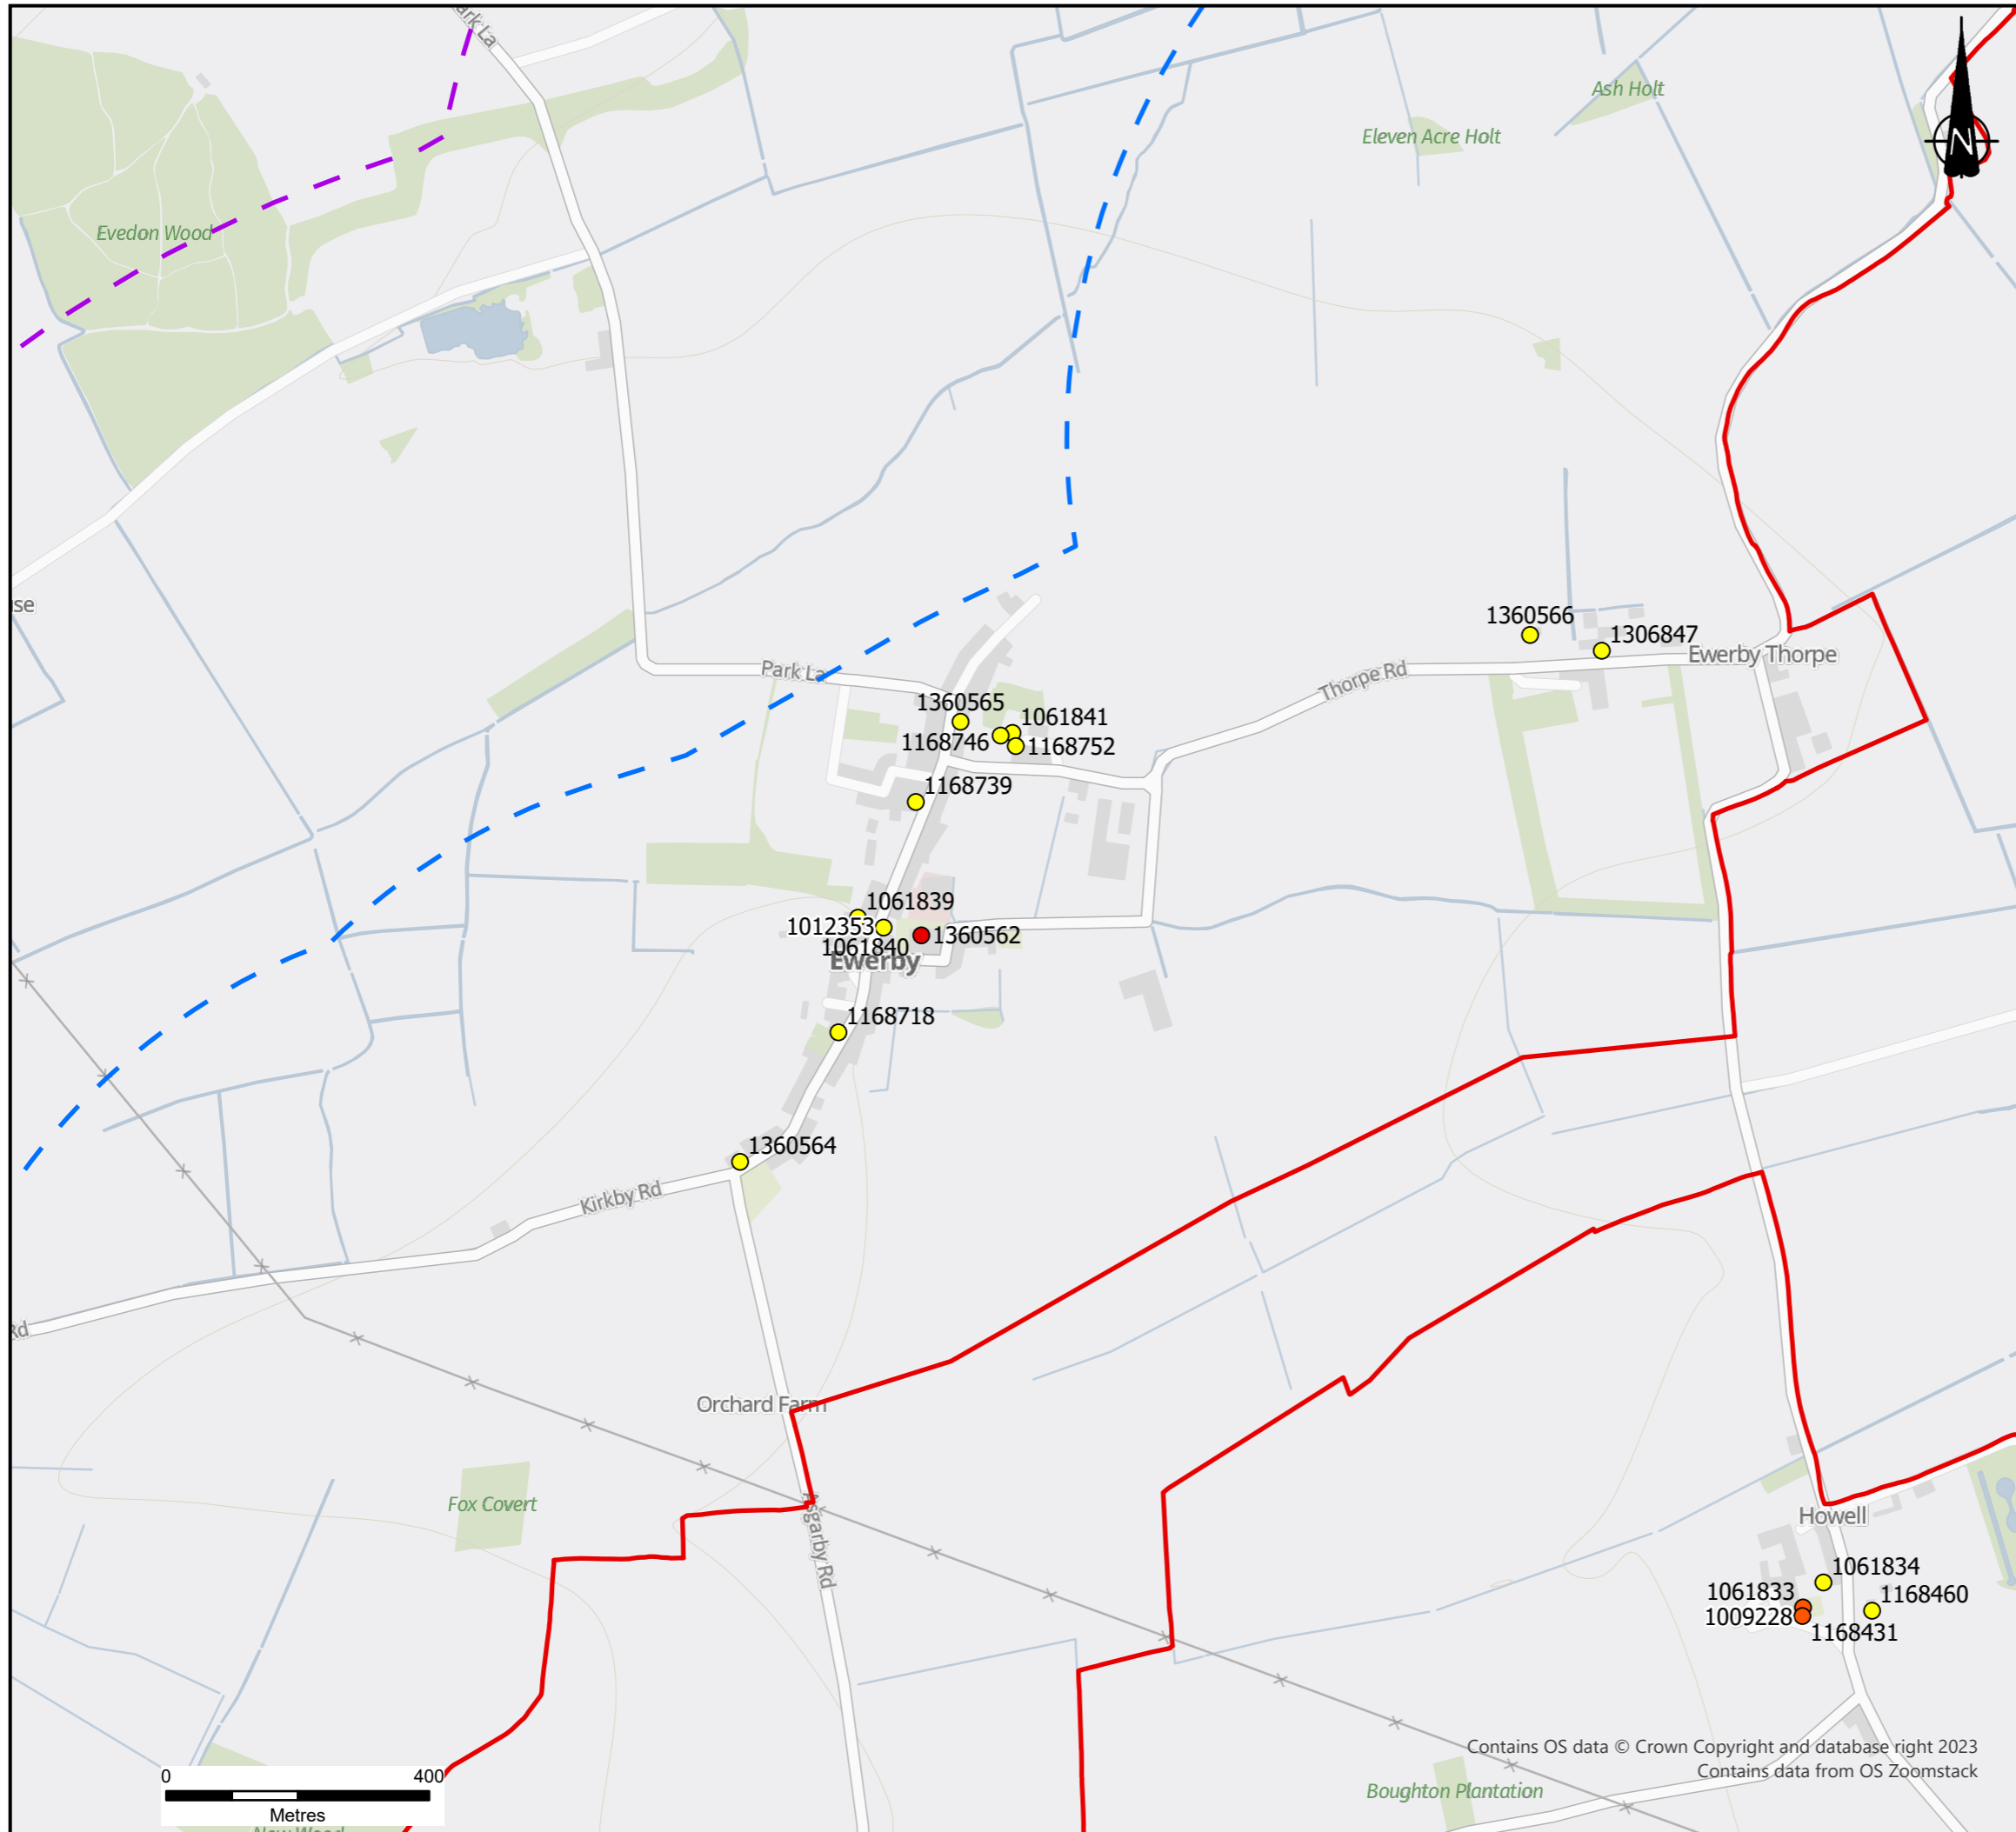 Park La
Ash Holt
Eleven Acre Holt
N
Evedon Wood
1360566
1306847
Ewerby Thorpe
Park La
Thorpe Rd
1360565
1061841
1168746
1168752
1168739
1061839
1012353
1061840
1360562
Ewerby
1168718
1360564
Kirkby Rd
Rd
Orchard Farm
Fox Covert
Asgarby Rd
Howell
1061834
1061833
1168460
1009228
1168431
Contains OS data © Crown Copyright and database right 2023
Contains data from OS Zoomstack
Boughton Plantation
0 400
Metres
New Wood